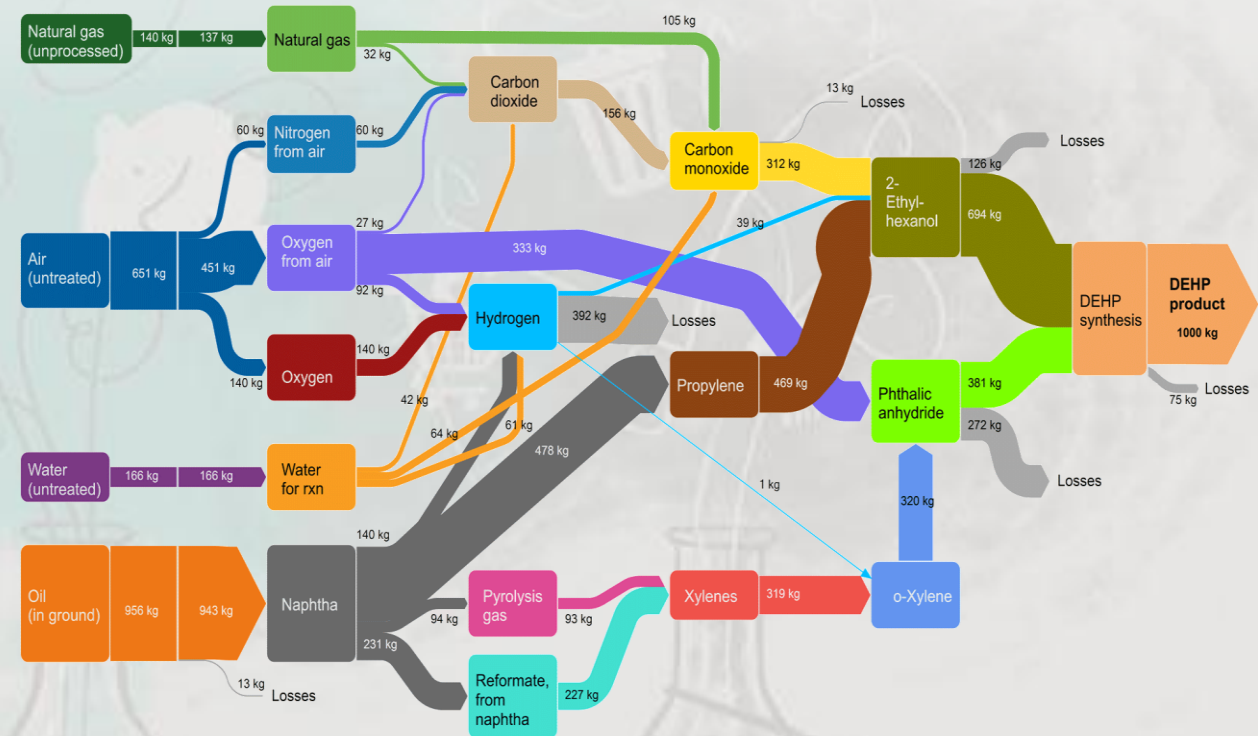 Natural gas
(unprocessed)
140 kg
137 kg
Natural gas
105 kg
32 kg
Carbon
dioxide
156 kg
13 kg
Losses
60 kg
Nitrogen
from air
60 kg
Carbon
monoxide
312 kg
2-
Ethyl-
hexanol
126 kg
Losses
694 kg
27 kg
39 kg
Air
(untreated)
651 kg
451 kg
Oxygen
from air
333 kg
92 kg
Hydrogen
392 kg
Losses
DEHP
synthesis
DEHP
product
1000 kg
140 kg
Oxygen
140 kg
Propylene
469 kg
Phthalic
anhydride
381 kg
75 kg
Losses
42 kg
64 kg
61 kg
272 kg
Losses
Water
(untreated)
166 kg
166 kg
Water
for rxn
478 kg
1 kg
320 kg
140 kg
Oil
(in ground)
956 kg
943 kg
Naphtha
94 kg
Pyrolysis
gas
93 kg
Xylenes
319 kg
o-Xylene
231 kg
13 kg
Losses
Reformate,
from
naphtha
227 kg